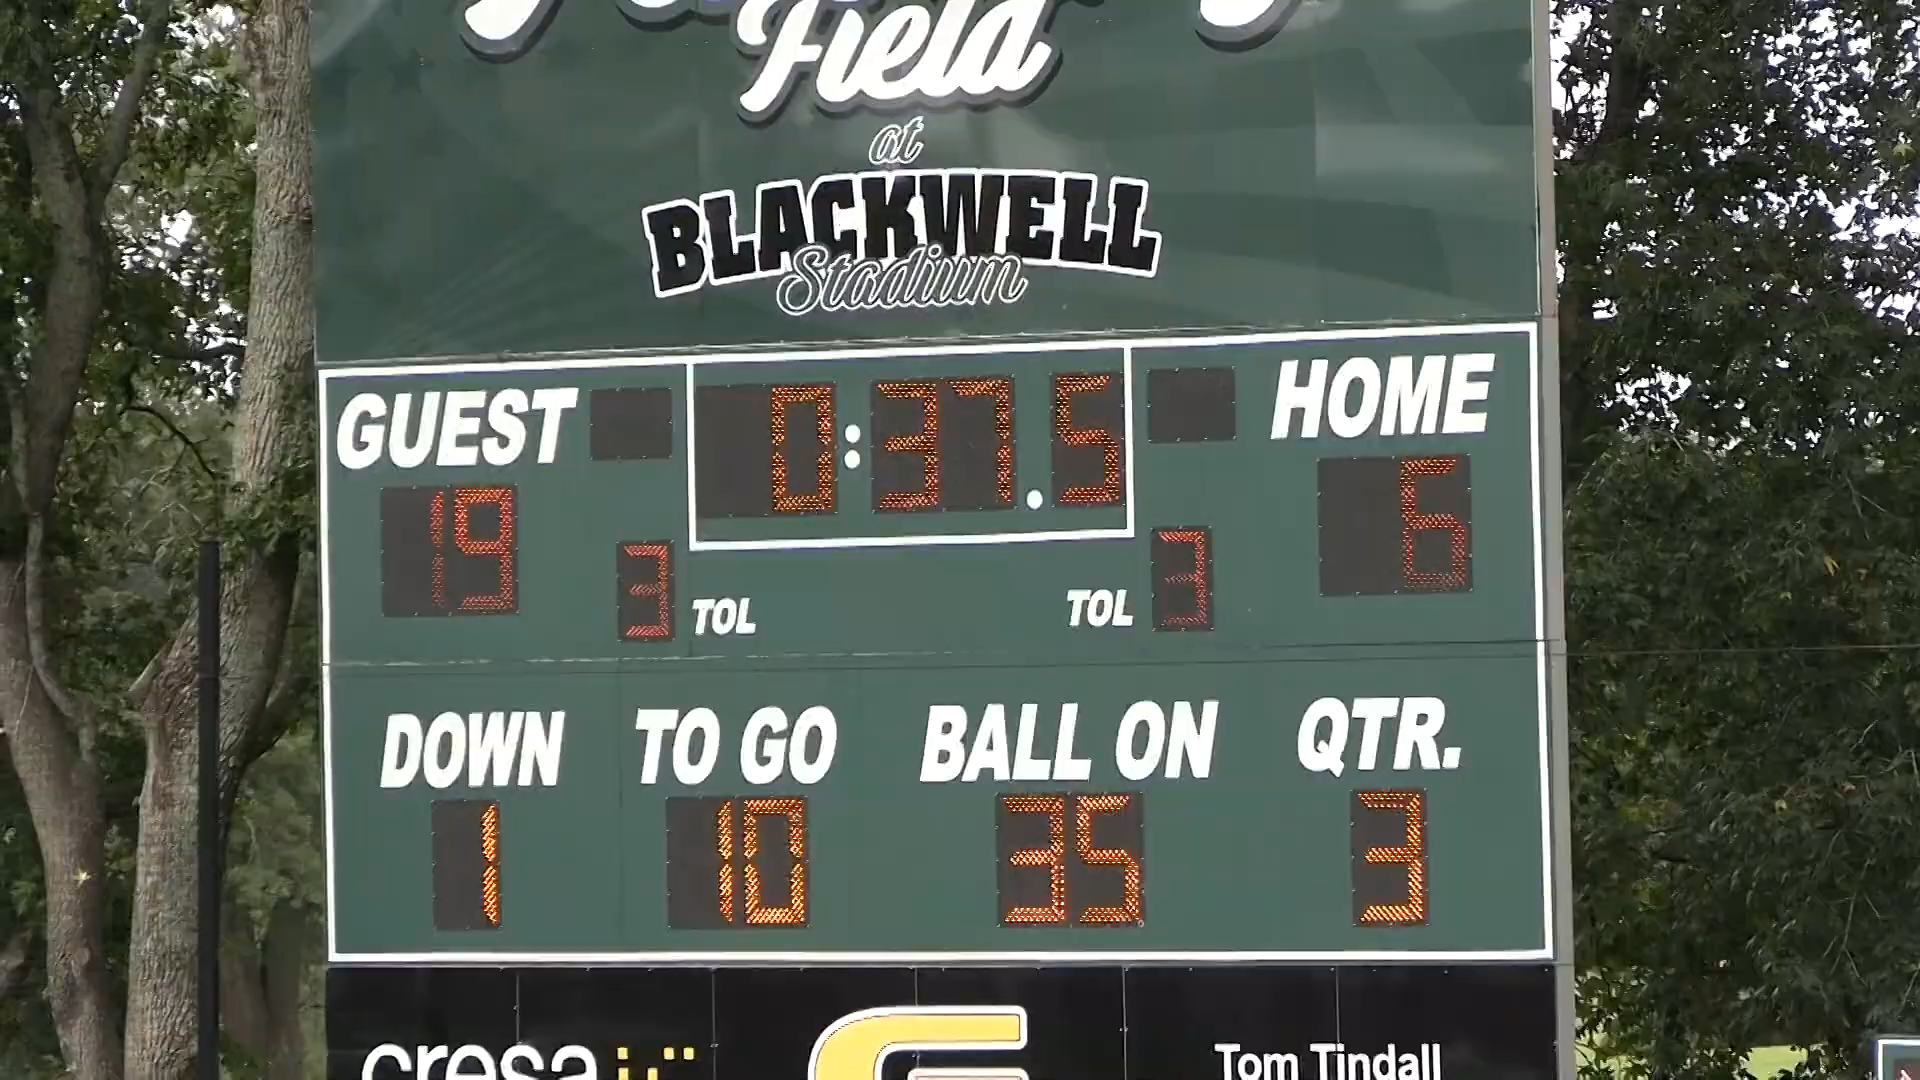 Field
at
BLACKWELL
Stadium
GUEST 0:37.5 HOME
19 3 TOL TOL 3 6
DOWN TO GO BALL ON QTR.
1 10 35 3
cresa
Tom Tindall